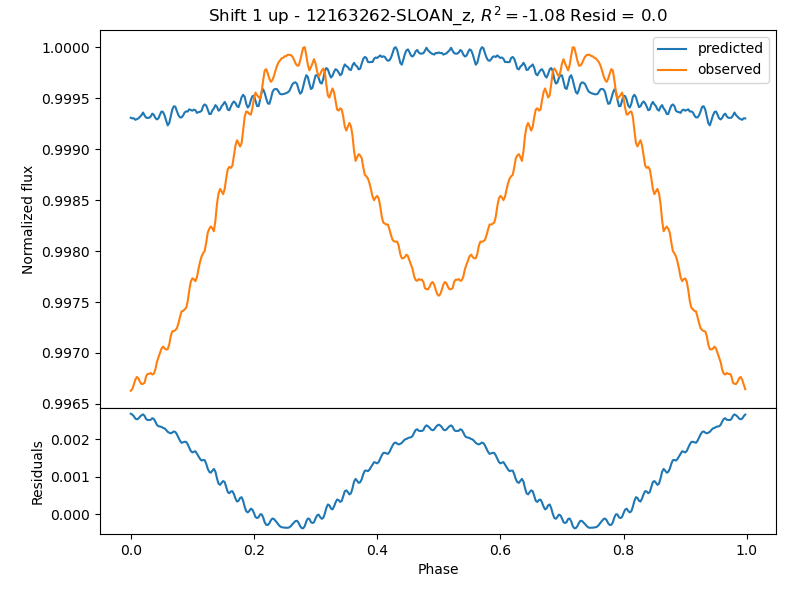 Shift 1 up - 12163262-SLOAN_z, R² = -1.08 Resid = 0.0
predicted
observed
1.0000
0.9995
0.9990
0.9985
0.9980
0.9975
0.9970
0.9965
Normalized flux
0.002
0.001
0.000
Residuals
0.0 0.2 0.4 0.6 0.8 1.0
Phase